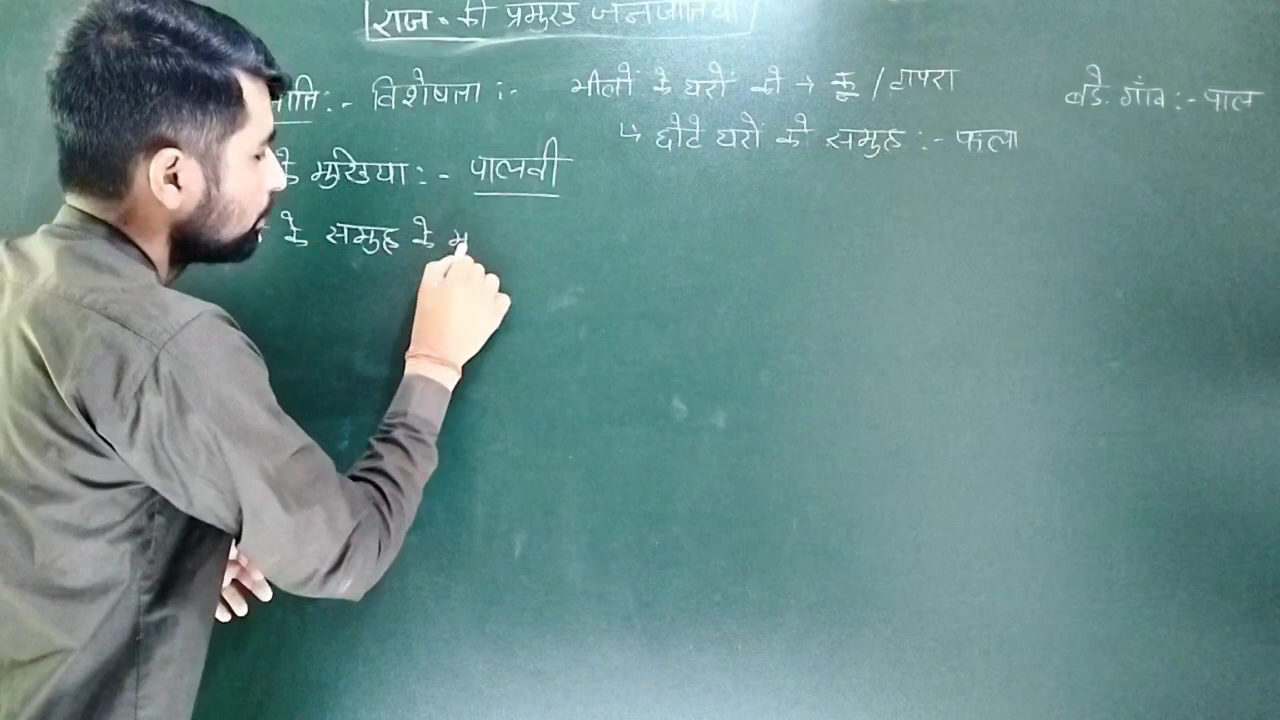 राज. की प्रमुख जनजातियां
जाति:- विशेषता :- भीलों के घरों को → कू / टापरा बडे. गाँव :- पाल
↳ छोटे घरों को समुह :- फला
के मुखिया :- पालवी
के समुह के म